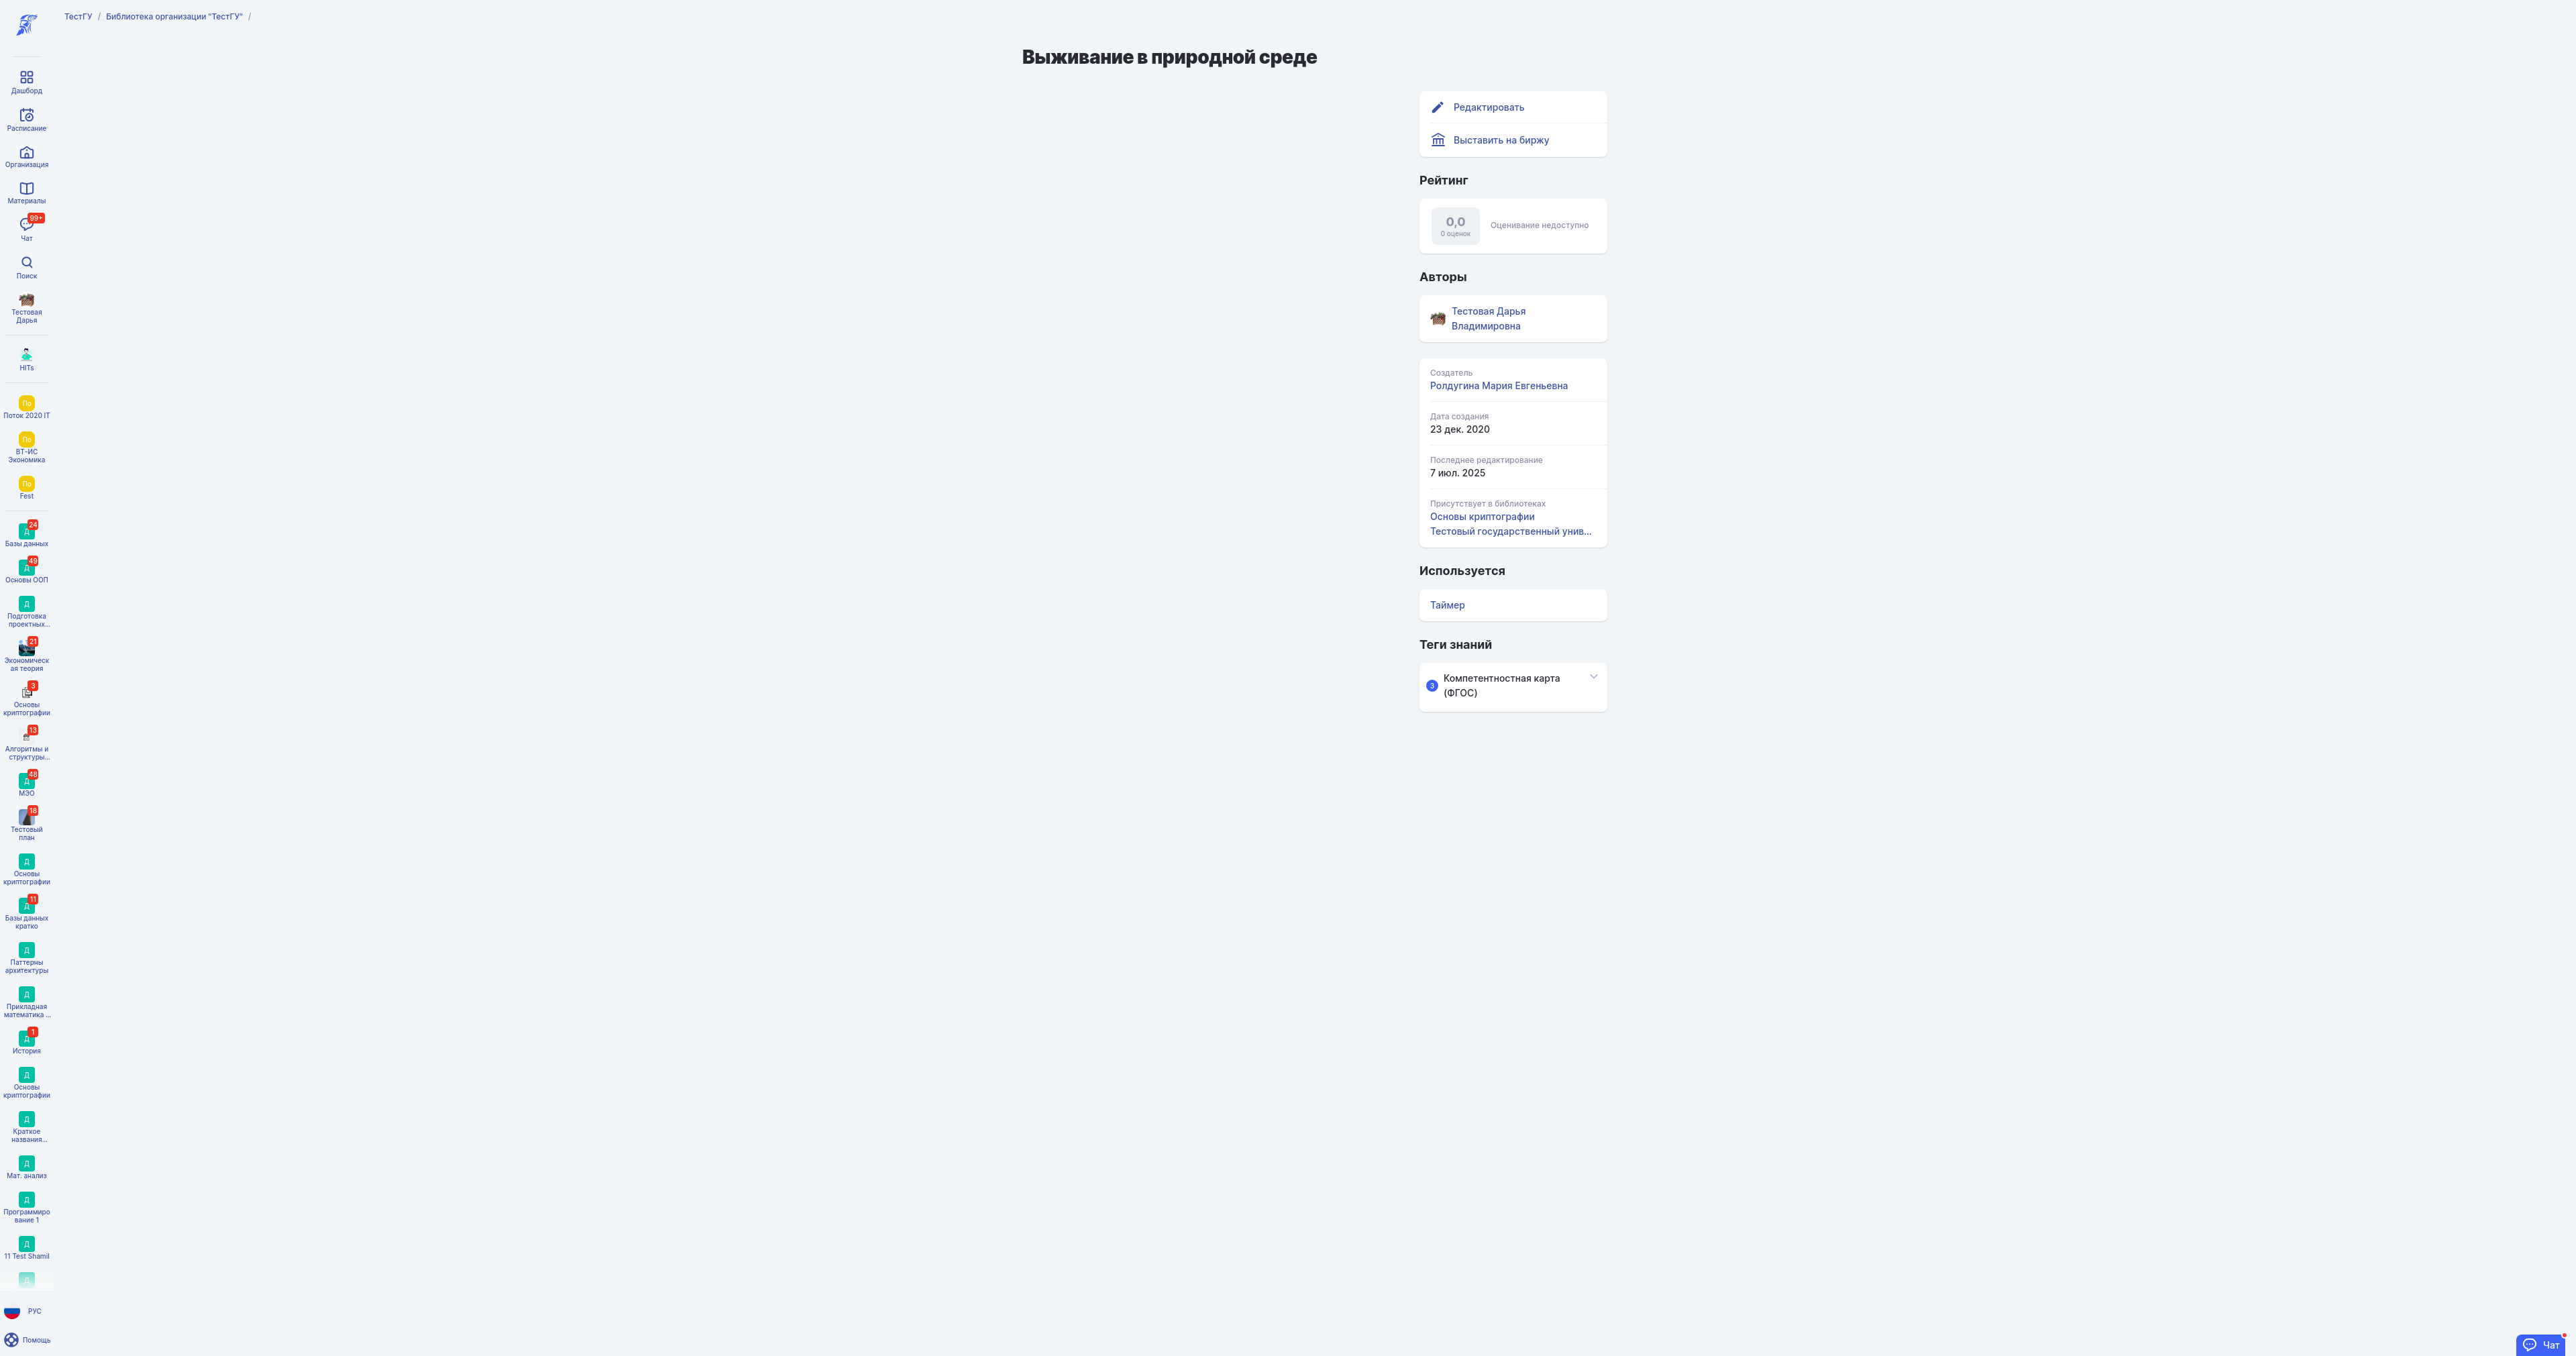 ТестГУ / Библиотека организации "ТестГУ" /
Дашборд
Расписание
Организация
Материалы
99+
Чат
Поиск
Тестовая
Дарья
HITs
По
Поток 2020 IT
По
ВТ-ИС
Экономика
По
Fest
24
Д
Базы данных
49
Д
Основы ООП
Д
Подготовка
проектных...
21
Экономическ
ая теория
3
Основы
криптографии
13
Алгоритмы и
структуры...
48
Д
МЭО
18
Тестовый
план
Д
Основы
криптографии
11
Д
Базы данных
кратко
Д
Паттерны
архитектуры
Д
Прикладная
математика ...
1
Д
История
Д
Основы
криптографии
Д
Краткое
названия...
Д
Мат. анализ
Д
Программиро
вание 1
Д
11 Test Shamil
Д
РУС
Помощь
Выживание в природной среде
Редактировать
Выставить на биржу
Рейтинг
0,0
0 оценок
Оценивание недоступно
Авторы
Тестовая Дарья
Владимировна
Создатель
Ролдугина Мария Евгеньевна
Дата создания
23 дек. 2020
Последнее редактирование
7 июл. 2025
Присутствует в библиотеках
Основы криптографии
Тестовый государственный унив...
Используется
Таймер
Теги знаний
3
Компетентностная карта
(ФГОС)
Чат